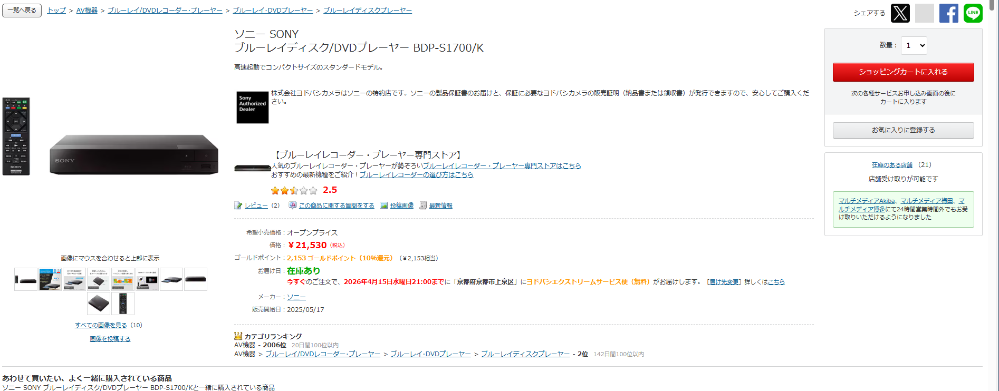 一覧へ戻る
トップ > AV機器 > ブルーレイ/DVDレコーダー・プレーヤー > ブルーレイ・DVDプレーヤー > ブルーレイディスクプレーヤー
シェアする
LINE
ソニー SONY
ブルーレイディスク/DVDプレーヤー BDP-S1700/K
高速起動でコンパクトサイズのスタンダードモデル。
Sony
Authorized
Dealer
株式会社ヨドバシカメラはソニーの特約店です。ソニーの製品保証書のお届けと、保証に必要なヨドバシカメラの販売証明（納品書または領収書）が発行できますので、安心してご購入くだ
さい。
SONY
SONY
【ブルーレイレコーダー・プレーヤー専門ストア】
人気のブルーレイレコーダー・プレーヤーが勢ぞろいブルーレイレコーダー・プレーヤー専門ストアはこちら
おすすめの最新機種をご紹介！ブルーレイレコーダーの選び方はこちら
2.5
レビュー（2） この商品に関する質問をする 投稿画像 最新情報
希望小売価格：オープンプライス
価格：￥21,530（税込）
ゴールドポイント：2,153 ゴールドポイント（10%還元）（￥2,153相当）
お届け日：在庫あり
今すぐのご注文で、2026年4月15日水曜日21:00までに「京都府京都市上京区」にヨドバシエクストリームサービス便（無料）がお届けします。［届け先変更］詳しくはこちら
メーカー：ソニー
販売開始日：2025/05/17
カテゴリランキング
AV機器 - 2006位 20日間100位以内
AV機器 > ブルーレイ/DVDレコーダー・プレーヤー > ブルーレイ・DVDプレーヤー > ブルーレイディスクプレーヤー - 2位 142日間100位以内
画像にマウスを合わせると上部に表示
すべての画像を見る（10）
画像を投稿する
数量： 1
ショッピングカートに入れる
次の各種サービスお申し込み画面の後に
カートに入ります
お気に入りに登録する
在庫のある店舗（21）
店舗受け取りが可能です
マルチメディアAkiba、マルチメディア梅田、マ
ルチメディア博多にて24時間営業時間外でもお受
け取りいただけるようになりました
あわせて買いたい、よく一緒に購入されている商品
ソニー SONY ブルーレイディスク/DVDプレーヤー BDP-S1700/Kと一緒に購入されている商品